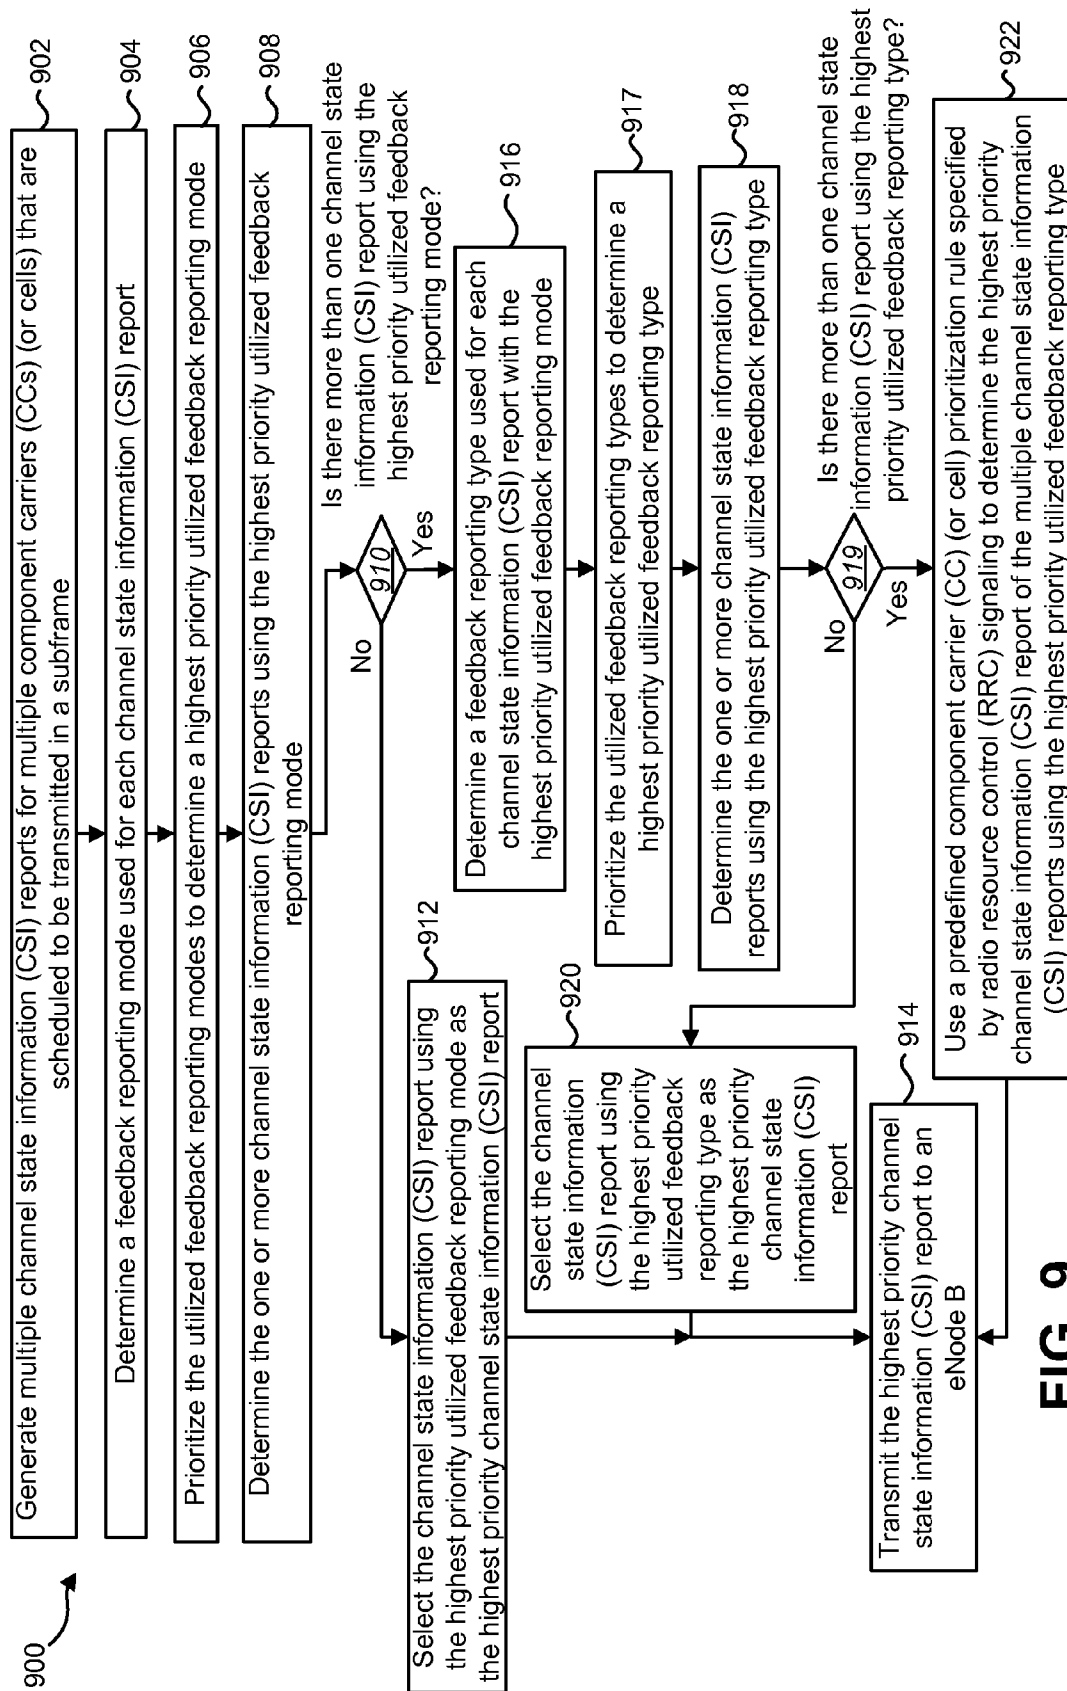 900
Generate multiple channel state information (CSI) reports for multiple component carriers (CCs) (or cells) that are
scheduled to be transmitted in a subframe
902
Determine a feedback reporting mode used for each channel state information (CSI) report
904
Prioritize the utilized feedback reporting modes to determine a highest priority utilized feedback reporting mode
906
Determine the one or more channel state information (CSI) reports using the highest priority utilized feedback
reporting mode
908
Is there more than one channel state
information (CSI) report using the
highest priority utilized feedback
reporting mode?
910
No
Yes
Select the channel state information (CSI) report using
the highest priority utilized feedback reporting mode as
the highest priority channel state information (CSI) report
912
Determine a feedback reporting type used for each
channel state information (CSI) report with the
highest priority utilized feedback reporting mode
916
Prioritize the utilized feedback reporting types to determine a
highest priority utilized feedback reporting type
917
Determine the one or more channel state information (CSI)
reports using the highest priority utilized feedback reporting type
918
Is there more than one channel state
information (CSI) report using the highest
priority utilized feedback reporting type?
919
No
Yes
Select the channel
state information
(CSI) report using
the highest priority
utilized feedback
reporting type as
the highest priority
channel state
information (CSI)
report
920
Transmit the highest priority channel
state information (CSI) report to an
eNode B
914
Use a predefined component carrier (CC) (or cell) prioritization rule specified
by radio resource control (RRC) signaling to determine the highest priority
channel state information (CSI) report of the multiple channel state information
(CSI) reports using the highest priority utilized feedback reporting type
922
FIG. 9